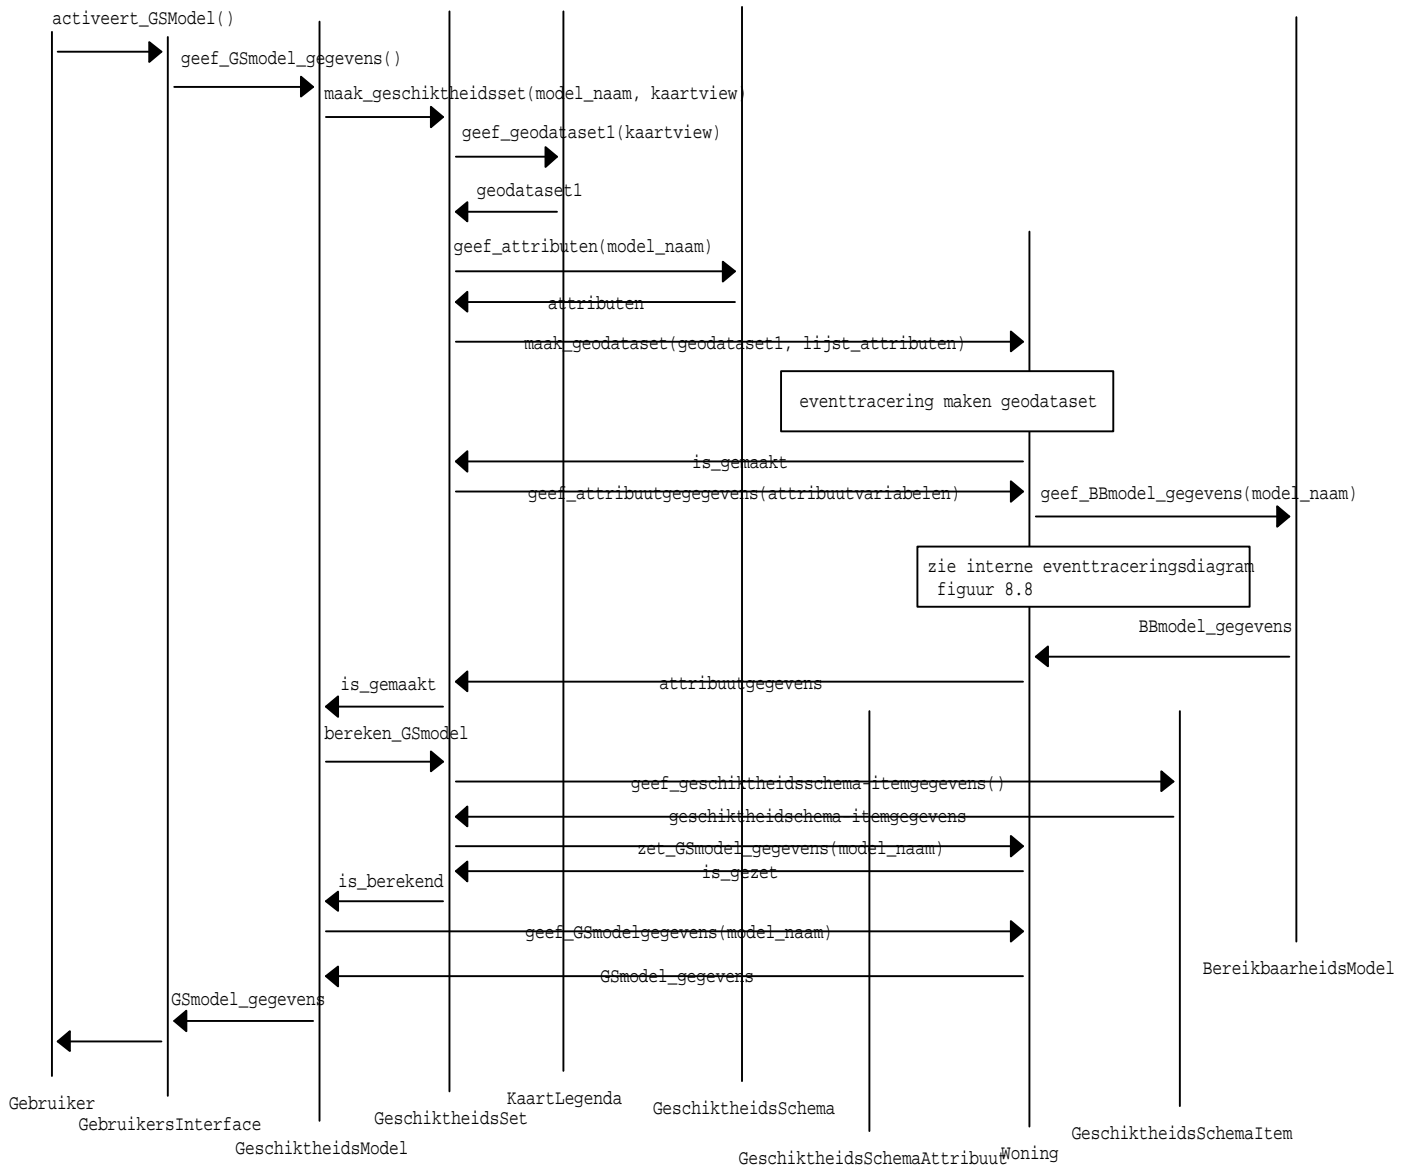 activeert_GSModel()
geef_GSmodel_gegevens()
maak_geschiktheidsset(model_naam, kaartview)
geef_geodataset1(kaartview)
geodataset1
geef_attributen(model_naam)
attributen
maak_geodataset(geodataset1, lijst_attributen)
eventtracering maken geodataset
is_gemaakt
geef_attribuutgegegevens(attribuutvariabelen)
geef_BBmodel_gegevens(model_naam)
zie interne eventtraceringsdiagram
figuur 8.8
BBmodel_gegevens
attribuutgegevens
is_gemaakt
bereken_GSmodel
geef_geschiktheidsschema-itemgegevens()
geschiktheidschema-itemgegevens
zet_GSmodel_gegevens(model_naam)
is_gezet
is_berekend
geef_GSmodelgegevens(model_naam)
GSmodel_gegevens
GSmodel_gegevens
BereikbaarheidsModel
Gebruiker
GebruikersInterface
GeschiktheidsModel
GeschiktheidsSet
KaartLegenda
GeschiktheidsSchema
GeschiktheidsSchemaAttribuut
Woning
GeschiktheidsSchemaItem